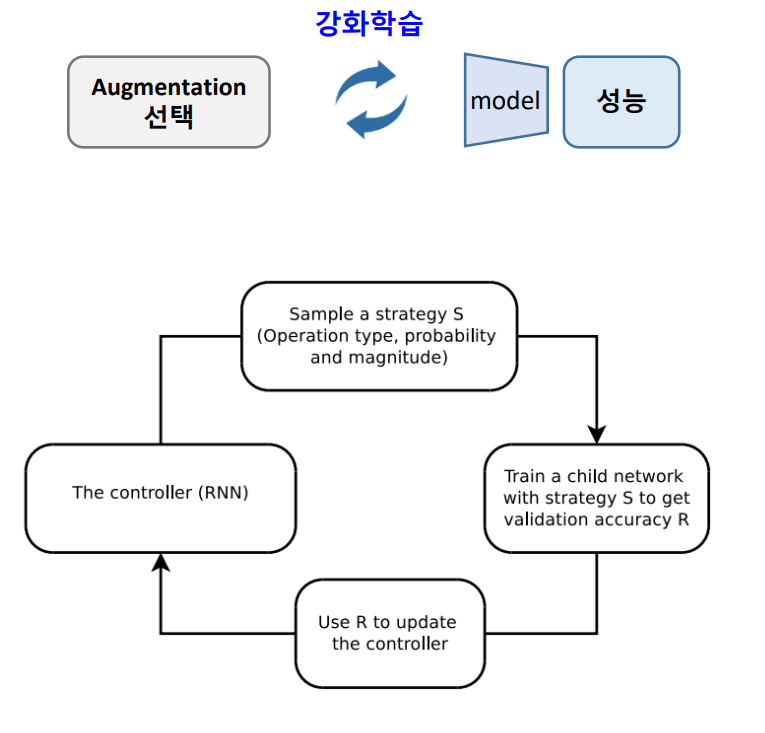 강화학습
Augmentation
선택
model
성능
Sample a strategy S
(Operation type, probability
and magnitude)
The controller (RNN)
Train a child network
with strategy S to get
validation accuracy R
Use R to update
the controller